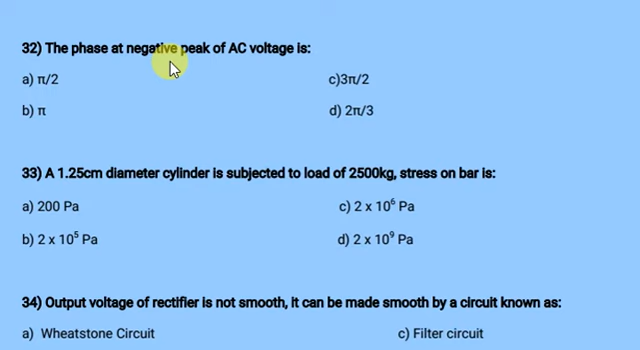 32) The phase at negative peak of AC voltage is:
a) π/2 c)3π/2
b) π d) 2π/3
33) A 1.25cm diameter cylinder is subjected to load of 2500kg, stress on bar is:
a) 200 Pa c) 2 x 10⁶ Pa
b) 2 x 10⁵ Pa d) 2 x 10⁹ Pa
34) Output voltage of rectifier is not smooth, it can be made smooth by a circuit known as:
a) Wheatstone Circuit c) Filter circuit